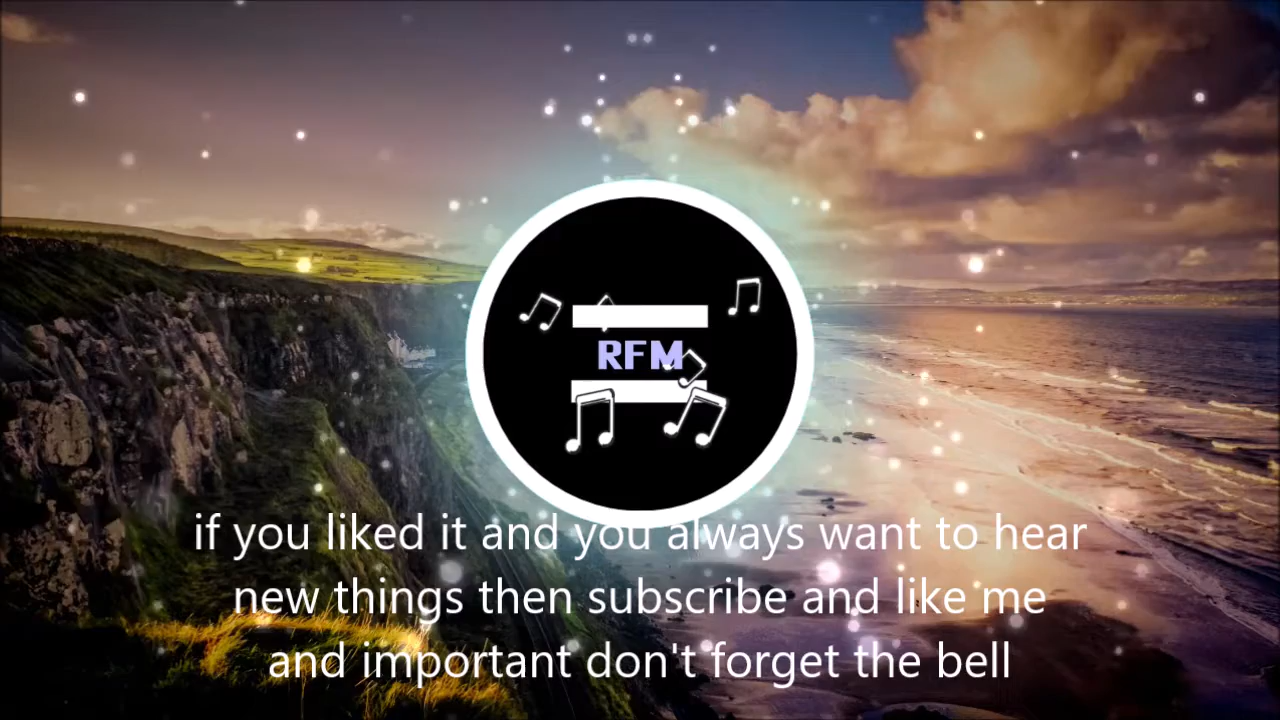 RFM
if you liked it and you always want to hear
new things then subscribe and like me
and important don't forget the bell